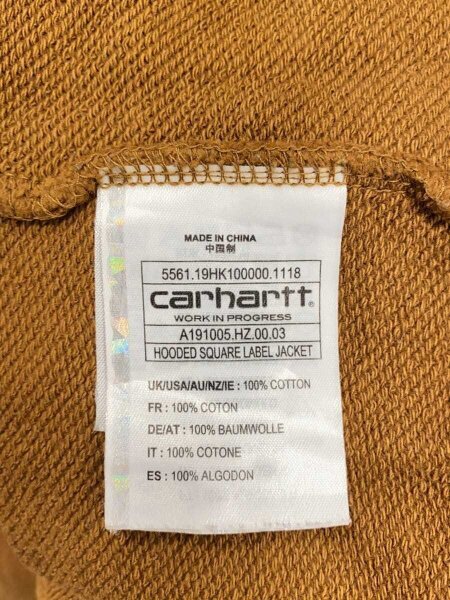 MADE IN CHINA
中国制
5561.19HK100000.1118
carhartt.
WORK IN PROGRESS
A191005.HZ.00.03
HOODED SQUARE LABEL JACKET
UK/USA/AU/NZ/IE : 100% COTTON
FR : 100% COTON
DE/AT : 100% BAUMWOLLE
IT : 100% COTONE
ES : 100% ALGODON